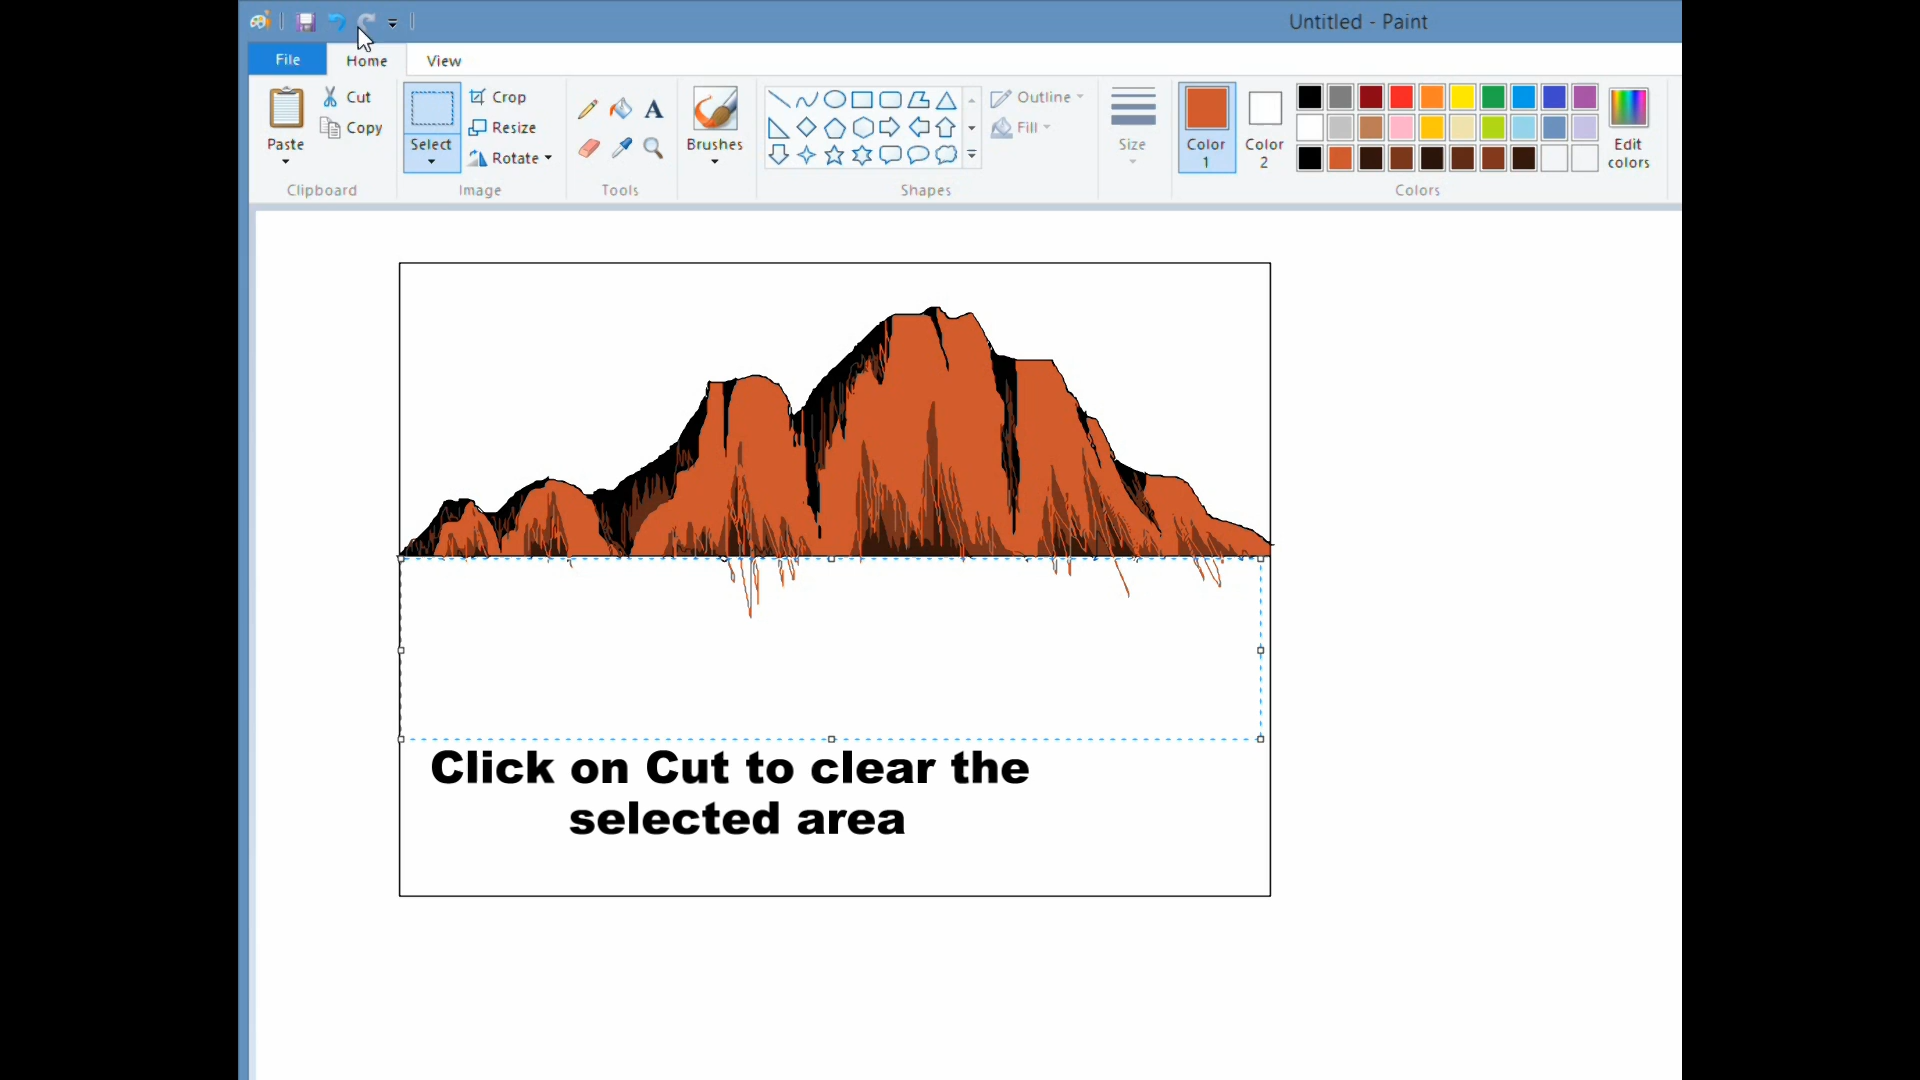 Untitled - Paint
File Home View
Cut Crop Outline
Copy Resize Fill
Paste Select Rotate Brushes Size Color 1 Color 2 Edit colors
Clipboard Image Tools Shapes Colors
Click on Cut to clear the
selected area